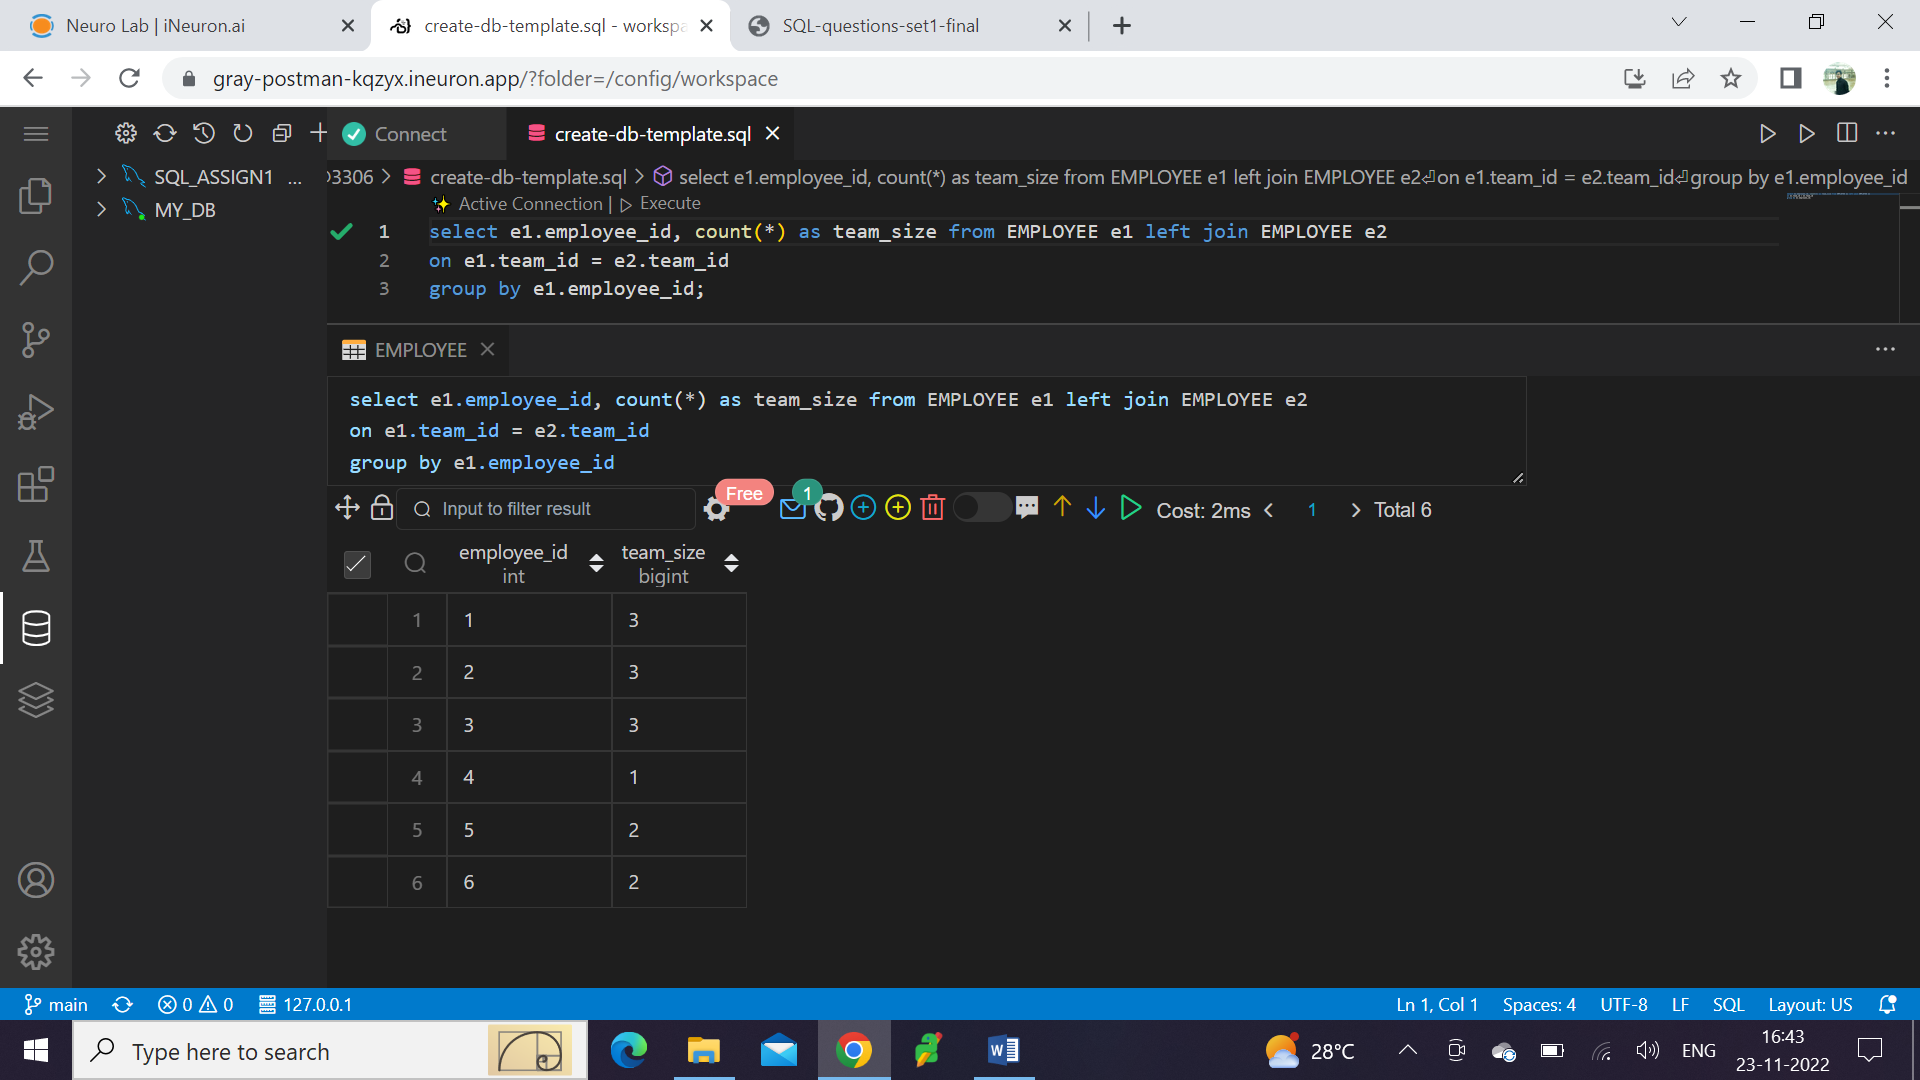 Neuro Lab | iNeuron.ai
create-db-template.sql - workspa
SQL-questions-set1-final
gray-postman-kqzyx.ineuron.app/?folder=/config/workspace
Connect
create-db-template.sql
SQL_ASSIGN1 ...
MY_DB
3306 > create-db-template.sql > select e1.employee_id, count(*) as team_size from EMPLOYEE e1 left join EMPLOYEE e2⏎on e1.team_id = e2.team_id⏎group by e1.employee_id
Active Connection | Execute
1 select e1.employee_id, count(*) as team_size from EMPLOYEE e1 left join EMPLOYEE e2
2 on e1.team_id = e2.team_id
3 group by e1.employee_id;
EMPLOYEE
select e1.employee_id, count(*) as team_size from EMPLOYEE e1 left join EMPLOYEE e2
on e1.team_id = e2.team_id
group by e1.employee_id
Input to filter result Free 1 Cost: 2ms < 1 > Total 6
employee_id team_size
int bigint
1 1 3
2 2 3
3 3 3
4 4 1
5 5 2
6 6 2
main 0 0 127.0.0.1 Ln 1, Col 1 Spaces: 4 UTF-8 LF SQL Layout: US
Type here to search 28°C ENG 16:43
23-11-2022